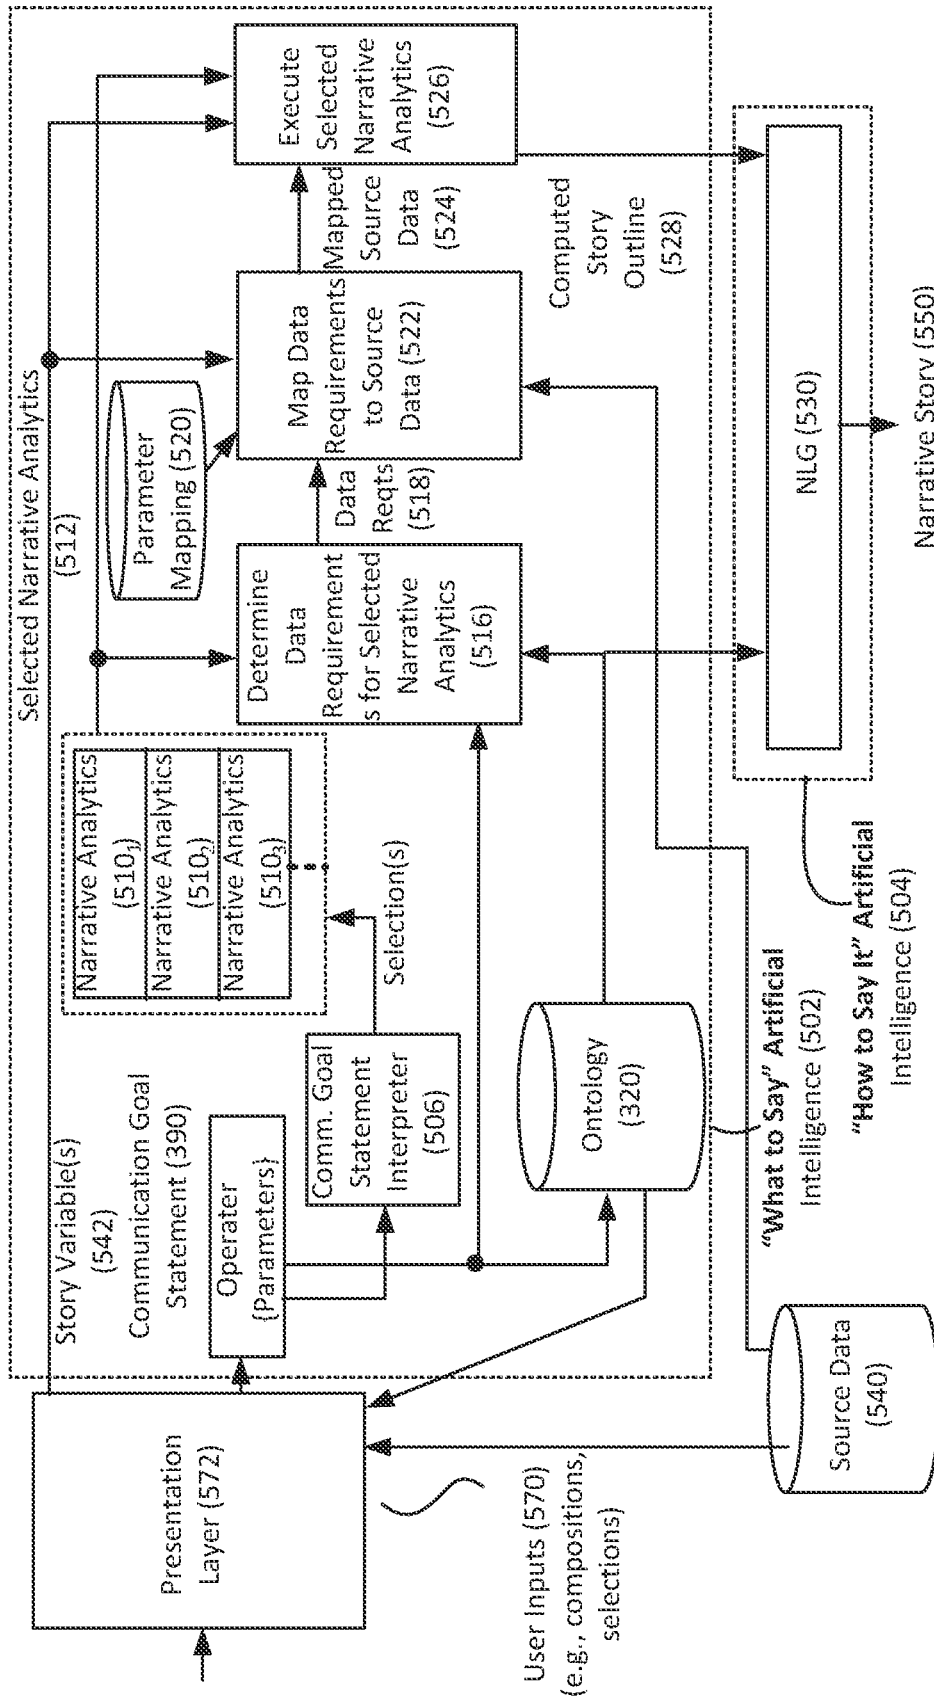 Presentation
Layer (572)
User Inputs (570)
(e.g., compositions,
selections)
Source Data
(540)
Story Variable(s)
(542)
Communication Goal
Statement (390)
Operater
{Parameters}
Comm. Goal
Statement
Interpreter
(506)
Ontology
(320)
Selection(s)
Narrative Analytics
(510₁)
Narrative Analytics
(510₂)
Narrative Analytics
(510₃)
Selected Narrative Analytics
(512)
Determine
Data
Requirement
s for Selected
Narrative
Analytics
(516)
Data
Reqts
(518)
Parameter
Mapping (520)
Map Data
Requirements
to Source
Data (522)
Mapped
Source
Data
(524)
Execute
Selected
Narrative
Analytics
(526)
Computed
Story
Outline
(528)
"What to Say" Artificial
Intelligence (502)
"How to Say It" Artificial
Intelligence (504)
NLG (530)
Narrative Story (550)